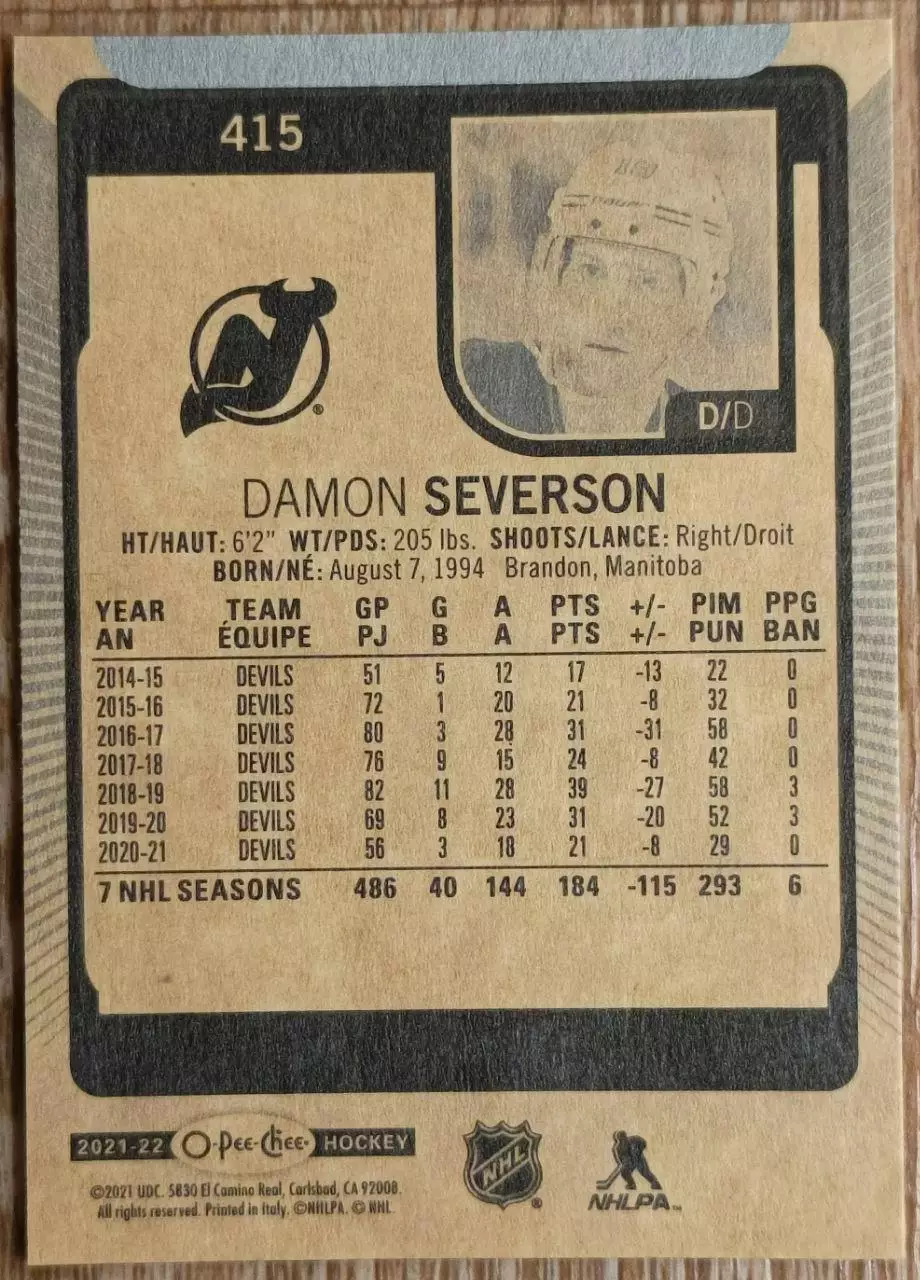 415
D/D
DAMON SEVERSON
HT/HAUT: 6'2" WT/PDS: 205 lbs. SHOOTS/LANCE: Right/Droit
BORN/NÉ: August 7, 1994 Brandon, Manitoba
YEAR TEAM GP G A PTS +/- PIM PPG
AN ÉQUIPE PJ B A PTS +/- PUN BAN
2014-15 DEVILS 51 5 12 17 -13 22 0
2015-16 DEVILS 72 1 20 21 -8 32 0
2016-17 DEVILS 80 3 28 31 -31 58 0
2017-18 DEVILS 76 9 15 24 -8 42 0
2018-19 DEVILS 82 11 28 39 -27 58 3
2019-20 DEVILS 69 8 23 31 -20 52 3
2020-21 DEVILS 56 3 18 21 -8 29 0
7 NHL SEASONS 486 40 144 184 -115 293 6
2021-22 O-Pee-Chee HOCKEY
©2021 UDC. 5830 El Camino Real, Carlsbad, CA 92008.
All rights reserved. Printed in Italy. ©NHLPA. © NHL.
NHL
NHLPA™